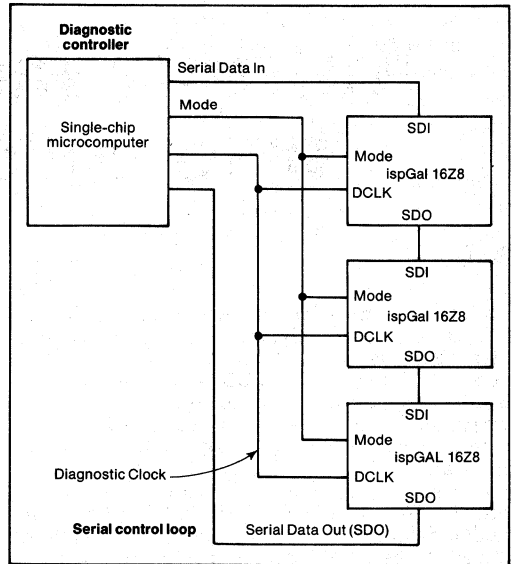 Diagnostic
controller
Serial Data In
Mode
Single-chip
microcomputer
SDI
Mode
ispGal 16Z8
DCLK
SDO
SDI
Mode
ispGal 16Z8
DCLK
SDO
SDI
Mode
ispGAL 16Z8
DCLK
SDO
Diagnostic Clock
Serial control loop
Serial Data Out (SDO)